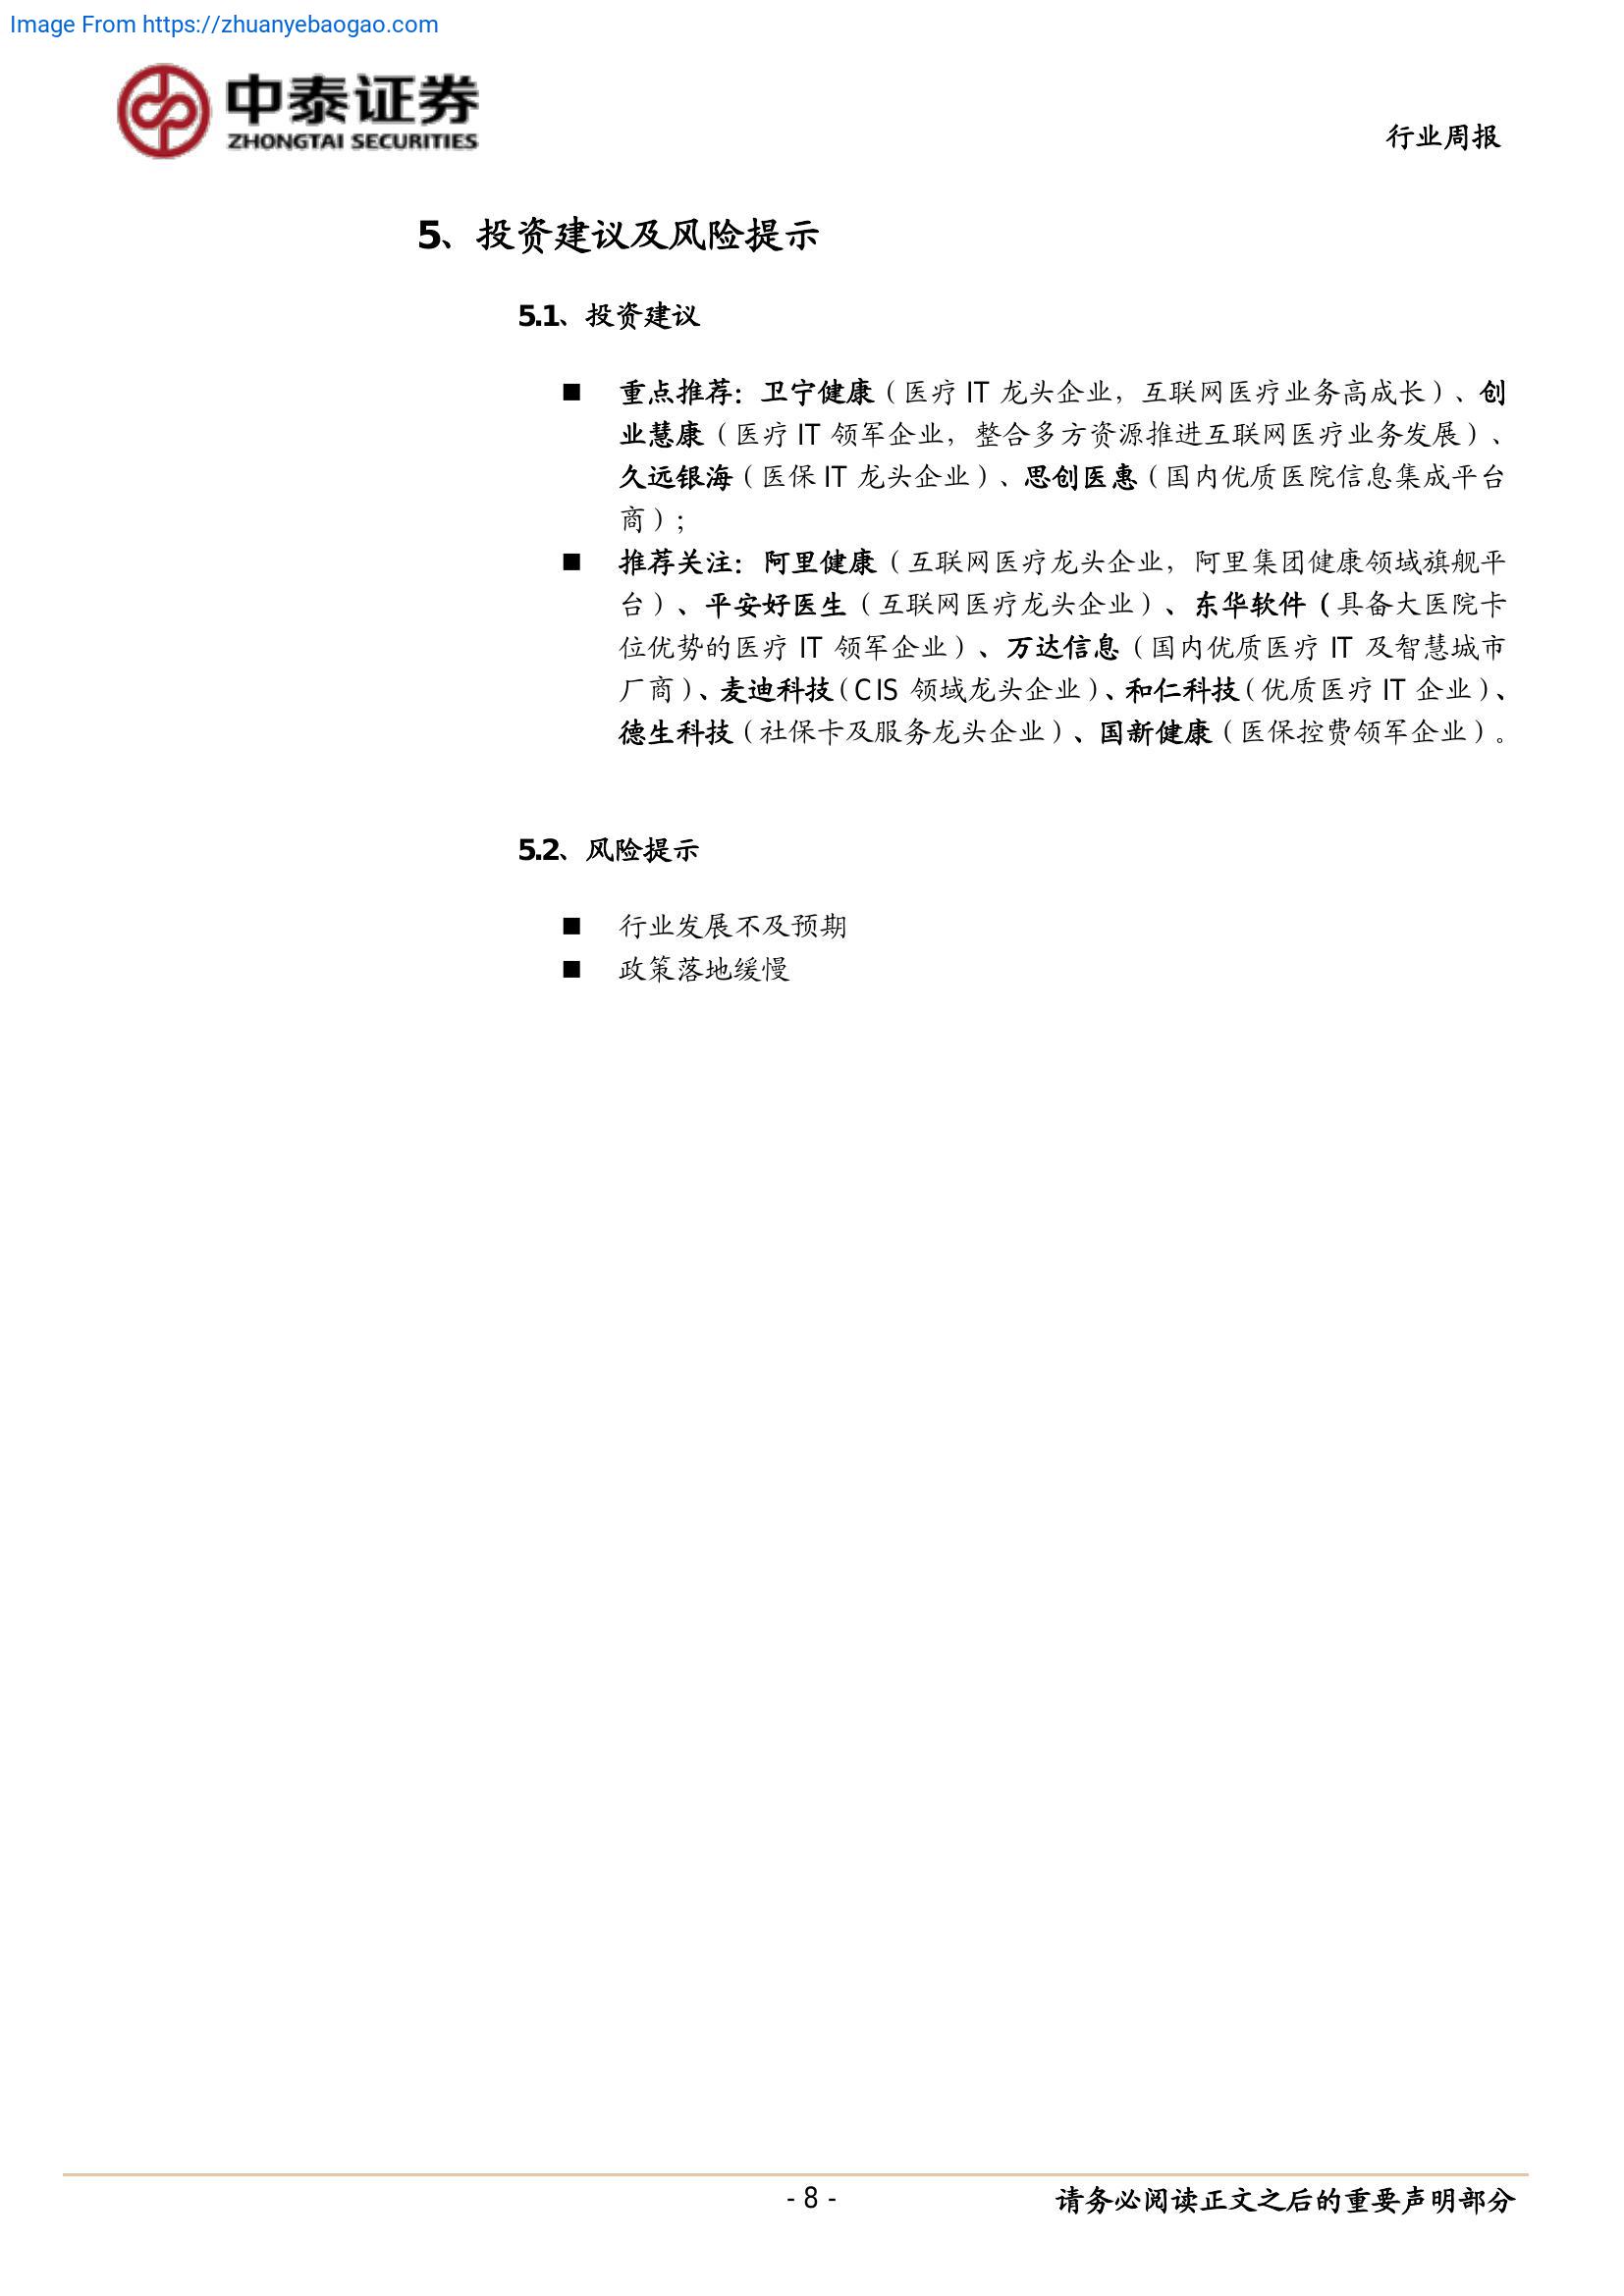 Image From https://zhuanyebaogao.com
中泰证券
ZHONGTAI SECURITIES
行业周报
5、投资建议及风险提示
5.1、投资建议
■ 重点推荐：卫宁健康（医疗 IT 龙头企业，互联网医疗业务高成长）、创
业慧康（医疗 IT 领军企业，整合多方资源推进互联网医疗业务发展）、
久远银海（医保 IT 龙头企业）、思创医惠（国内优质医院信息集成平台
商）；
■ 推荐关注：阿里健康（互联网医疗龙头企业，阿里集团健康领域旗舰平
台）、平安好医生（互联网医疗龙头企业）、东华软件（具备大医院卡
位优势的医疗 IT 领军企业）、万达信息（国内优质医疗 IT 及智慧城市
厂商）、麦迪科技（CIS 领域龙头企业）、和仁科技（优质医疗 IT 企业）、
德生科技（社保卡及服务龙头企业）、国新健康（医保控费领军企业）。
5.2、风险提示
■ 行业发展不及预期
■ 政策落地缓慢
- 8 -
请务必阅读正文之后的重要声明部分